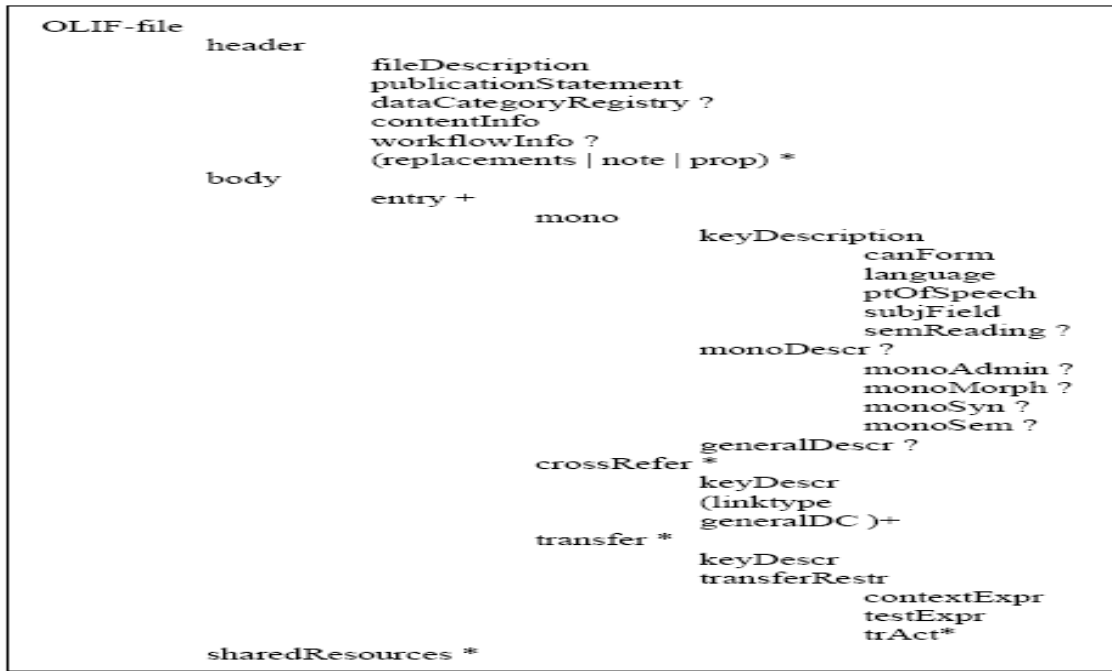 OLIF-file
header
fileDescription
publicationStatement
dataCategoryRegistry ?
contentInfo
workflowInfo ?
(replacements | note | prop) *
body
entry +
mono
keyDescription
canForm
language
ptOfSpeech
subjField
semReading ?
monoDescr ?
monoAdmin ?
monoMorph ?
monoSyn ?
monoSem ?
generalDescr ?
crossRefer *
keyDescr
(linktype
generalDC )+
transfer *
keyDescr
transferRestr
contextExpr
testExpr
trAct*
sharedResources *